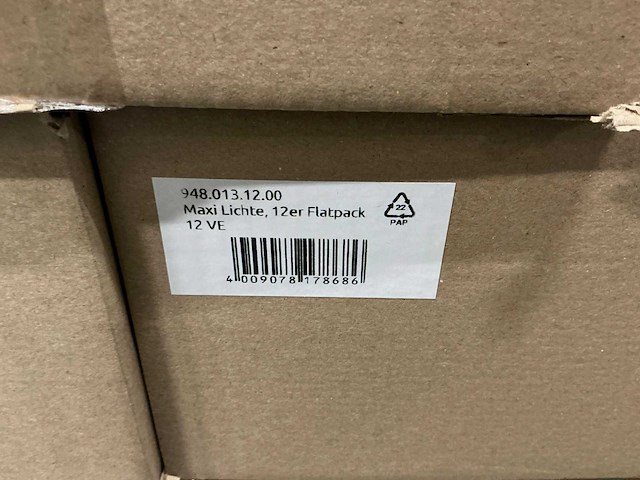 948.013.12.00
Maxi Lichte, 12er Flatpack
12 VE
22
PAP
4 009078 178686